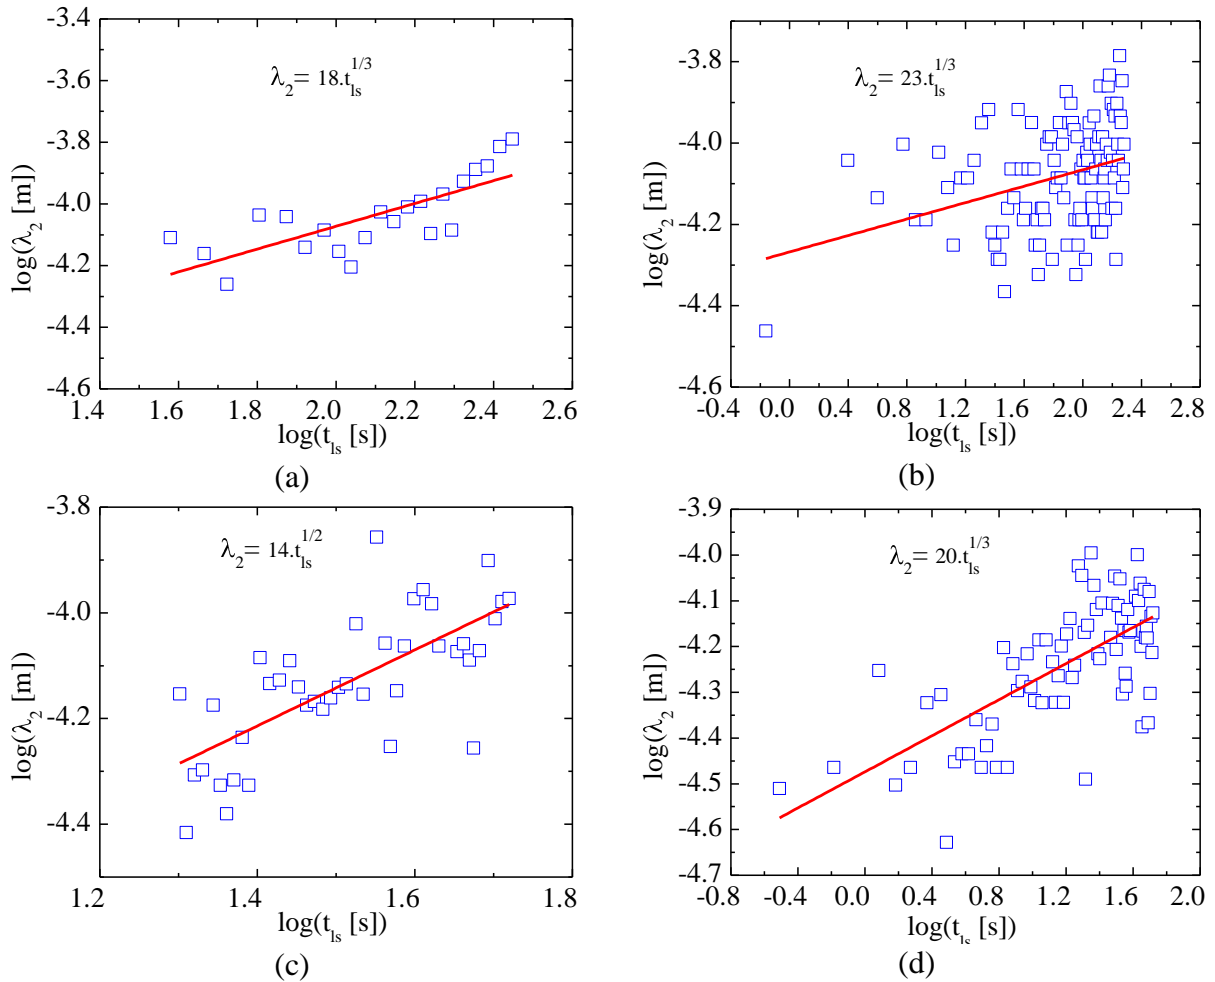 -3.4
-3.6
-3.8
-4.0
-4.2
-4.4
-4.6
1.4 1.6 1.8 2.0 2.2 2.4 2.6
log(λ₂ [m])
log(t_ls [s])
λ₂= 18.t_ls^1/3
(a)
-3.8
-4.0
-4.2
-4.4
-4.6
-0.4 0.0 0.4 0.8 1.2 1.6 2.0 2.4 2.8
log(λ₂ [m])
log(t_ls [s])
λ₂= 23.t_ls^1/3
(b)
-3.8
-4.0
-4.2
-4.4
1.2 1.4 1.6 1.8
log(λ₂ [m])
log(t_ls [s])
λ₂= 14.t_ls^1/2
(c)
-3.9
-4.0
-4.1
-4.2
-4.3
-4.4
-4.5
-4.6
-4.7
-0.8 -0.4 0.0 0.4 0.8 1.2 1.6 2.0
log(λ₂ [m])
log(t_ls [s])
λ₂= 20.t_ls^1/3
(d)